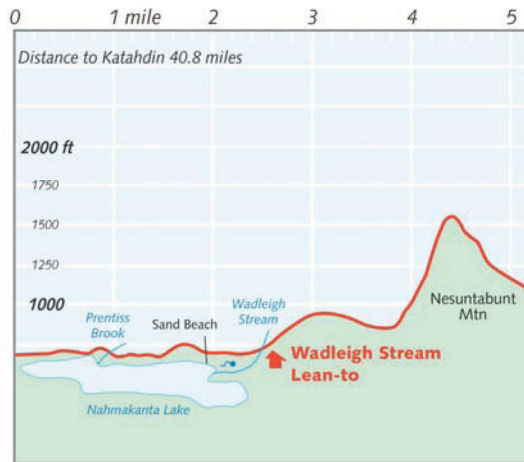 0 1 mile 2 3 4 5
Distance to Katahdin 40.8 miles
2000 ft
1750
1500
1250
1000
Prentiss
Brook
Sand Beach
Wadleigh
Stream
Nesuntabunt
Mtn
Wadleigh Stream
Lean-to
Nahmakanta Lake